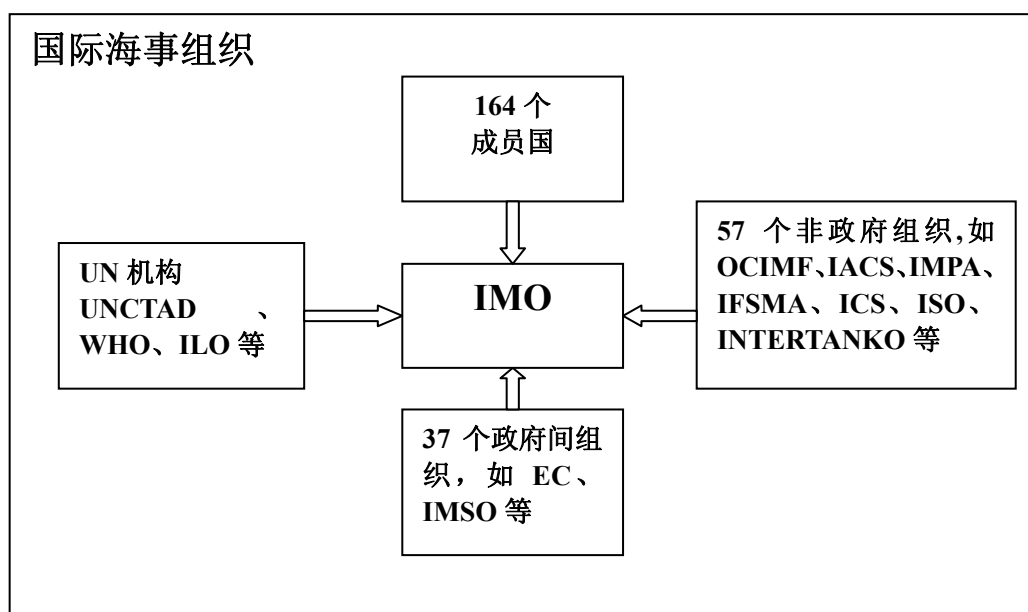 国际海事组织
164 个
成员国
UN 机构
UNCTAD 、
WHO、ILO 等
IMO
57 个非政府组织,如
OCIMF、IACS、IMPA、
IFSMA、ICS、ISO、
INTERTANKO 等
37 个政府间组
织，如 EC、
IMSO 等